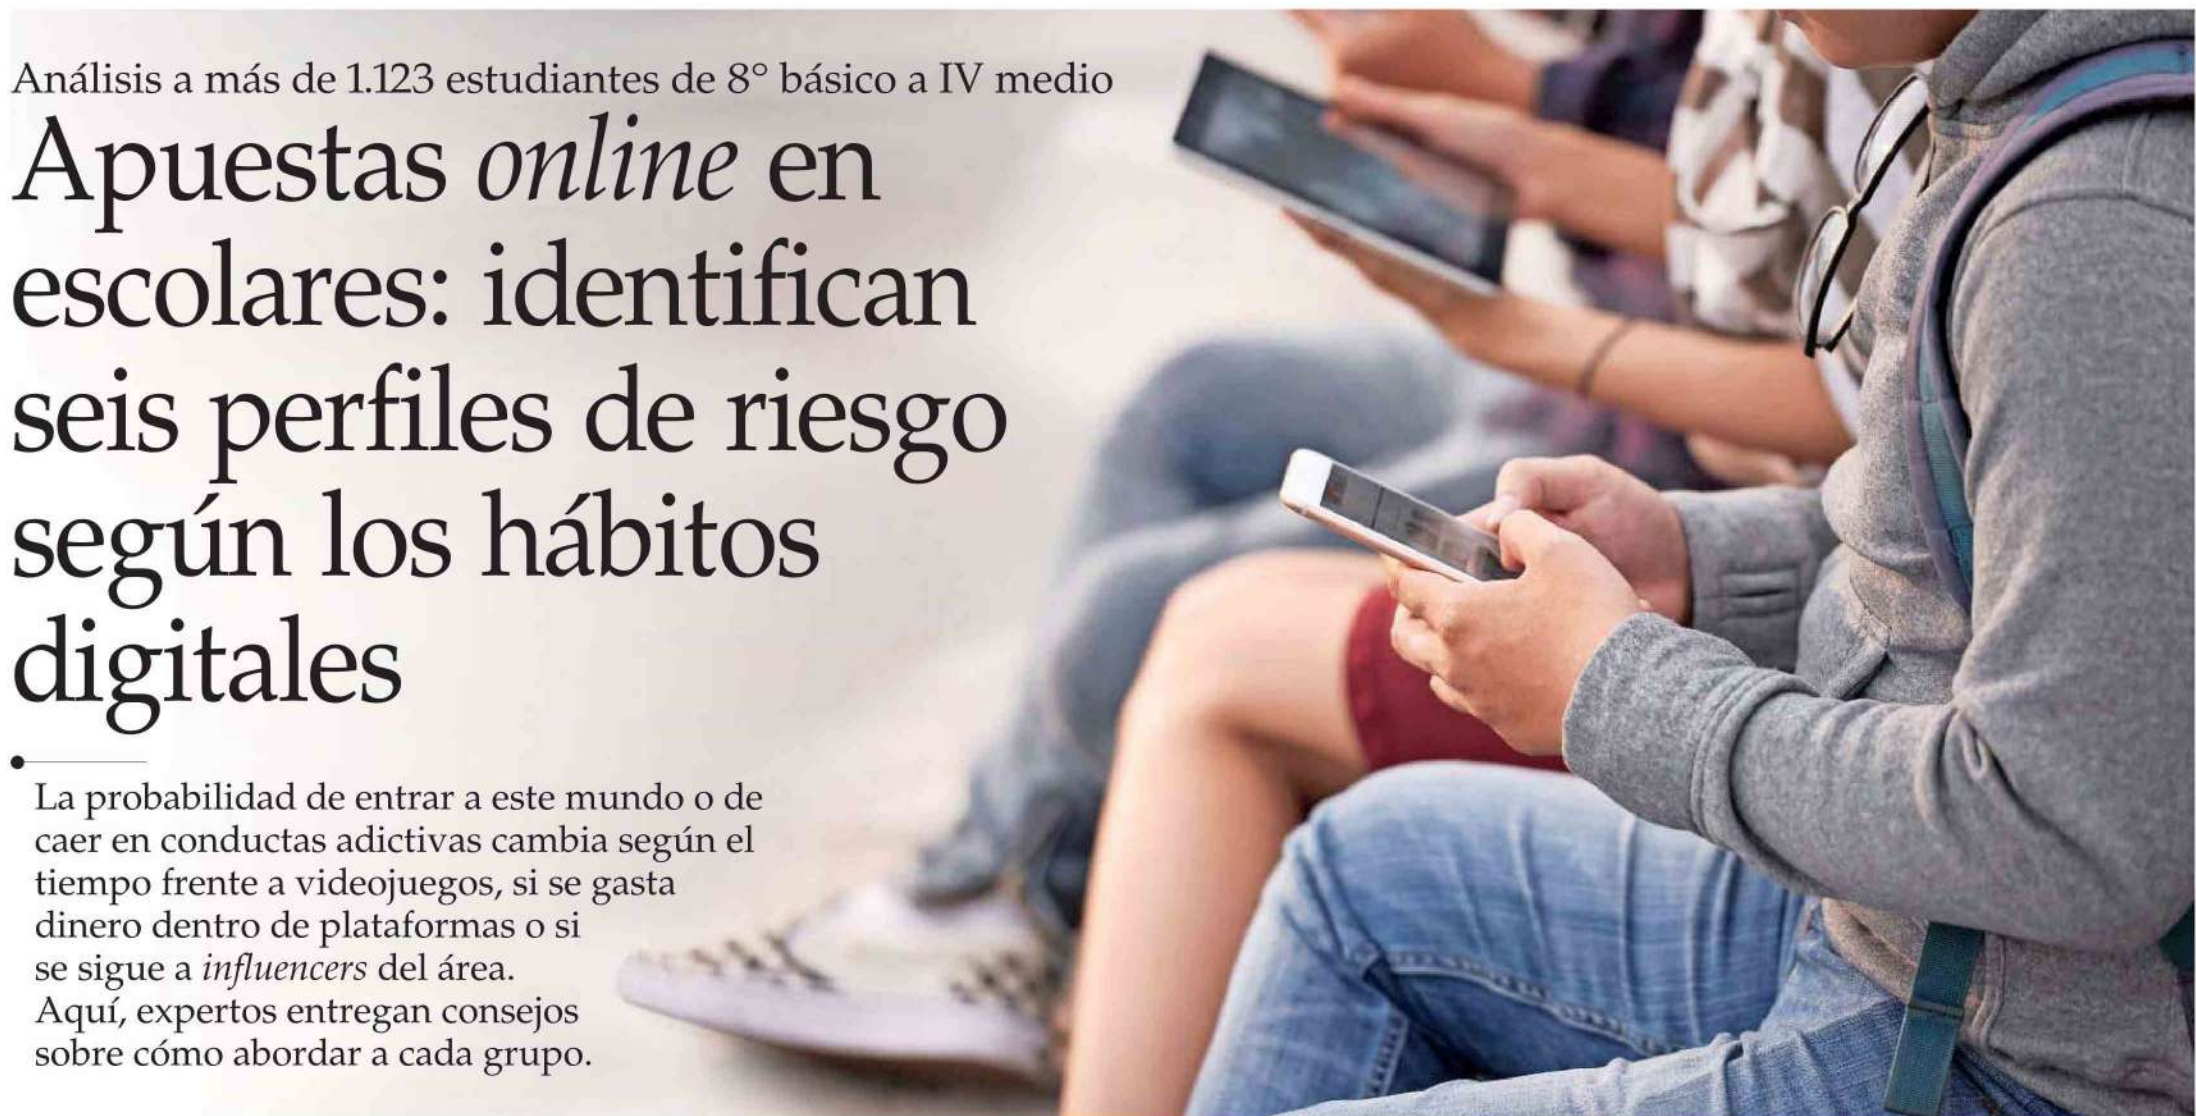 Análisis a más de 1.123 estudiantes de 8° básico a IV medio
Apuestas online en
escolares: identifican
seis perfiles de riesgo
según los hábitos
digitales
La probabilidad de entrar a este mundo o de
caer en conductas adictivas cambia según el
tiempo frente a videojuegos, si se gasta
dinero dentro de plataformas o si
se sigue a influencers del área.
Aquí, expertos entregan consejos
sobre cómo abordar a cada grupo.